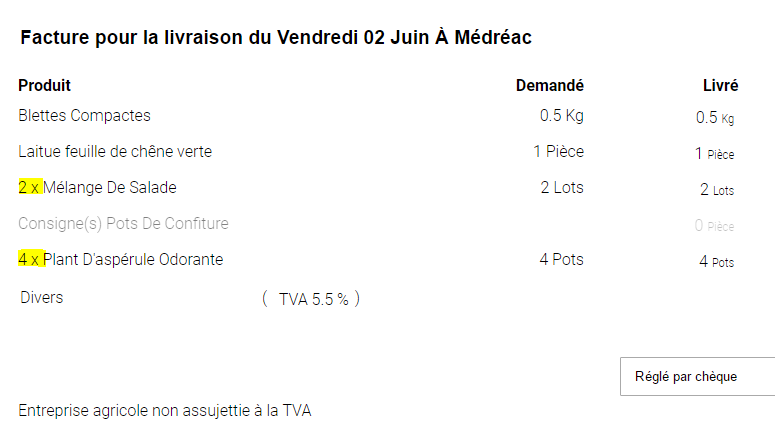 Facture pour la livraison du Vendredi 02 Juin À Médréac
Produit Demandé Livré
Blettes Compactes 0.5 Kg 0.5 Kg
Laitue feuille de chêne verte 1 Pièce 1 Pièce
2 x Mélange De Salade 2 Lots 2 Lots
Consigne(s) Pots De Confiture 0 Pièce
4 x Plant D'aspérule Odorante 4 Pots 4 Pots
Divers ( TVA 5.5 % )
Réglé par chèque
Entreprise agricole non assujettie à la TVA